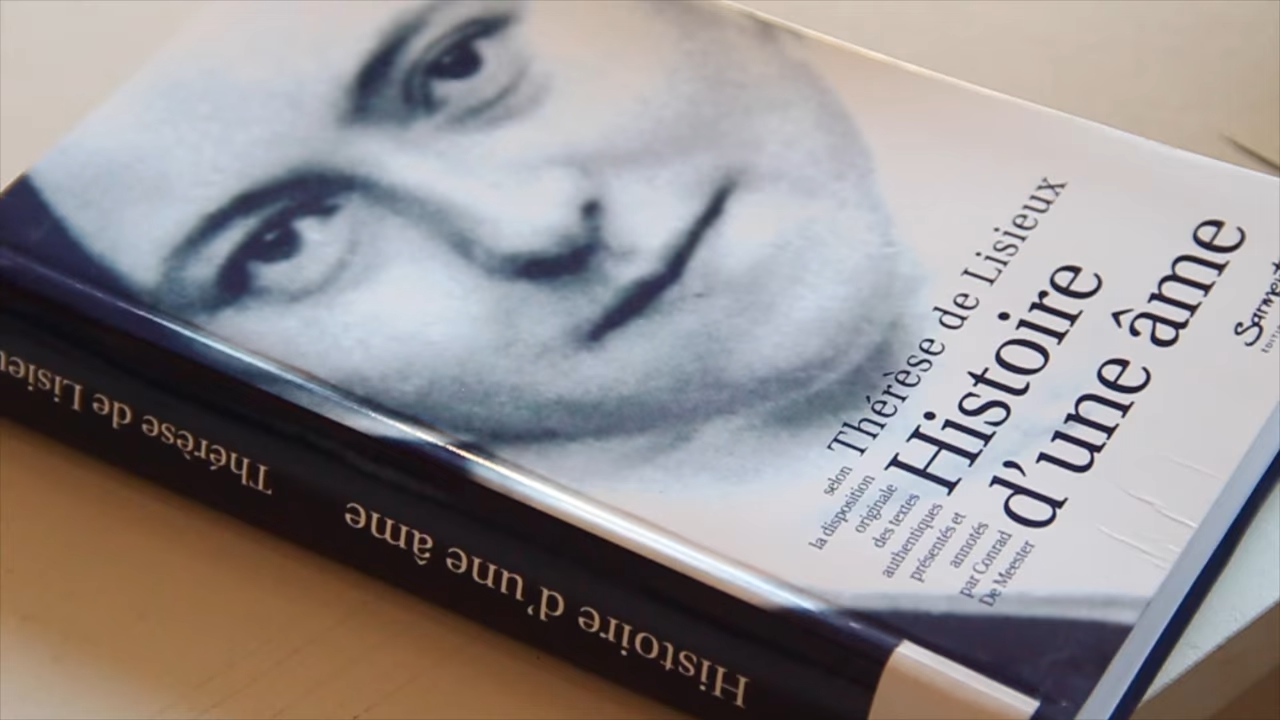 Thérèse de Lisieux
Histoire
d'une âme
selon
la disposition
originale
des textes
authentiques
présentés et
annotés
par Conrad
De Meester
Histoire d'une âme
Thérèse de